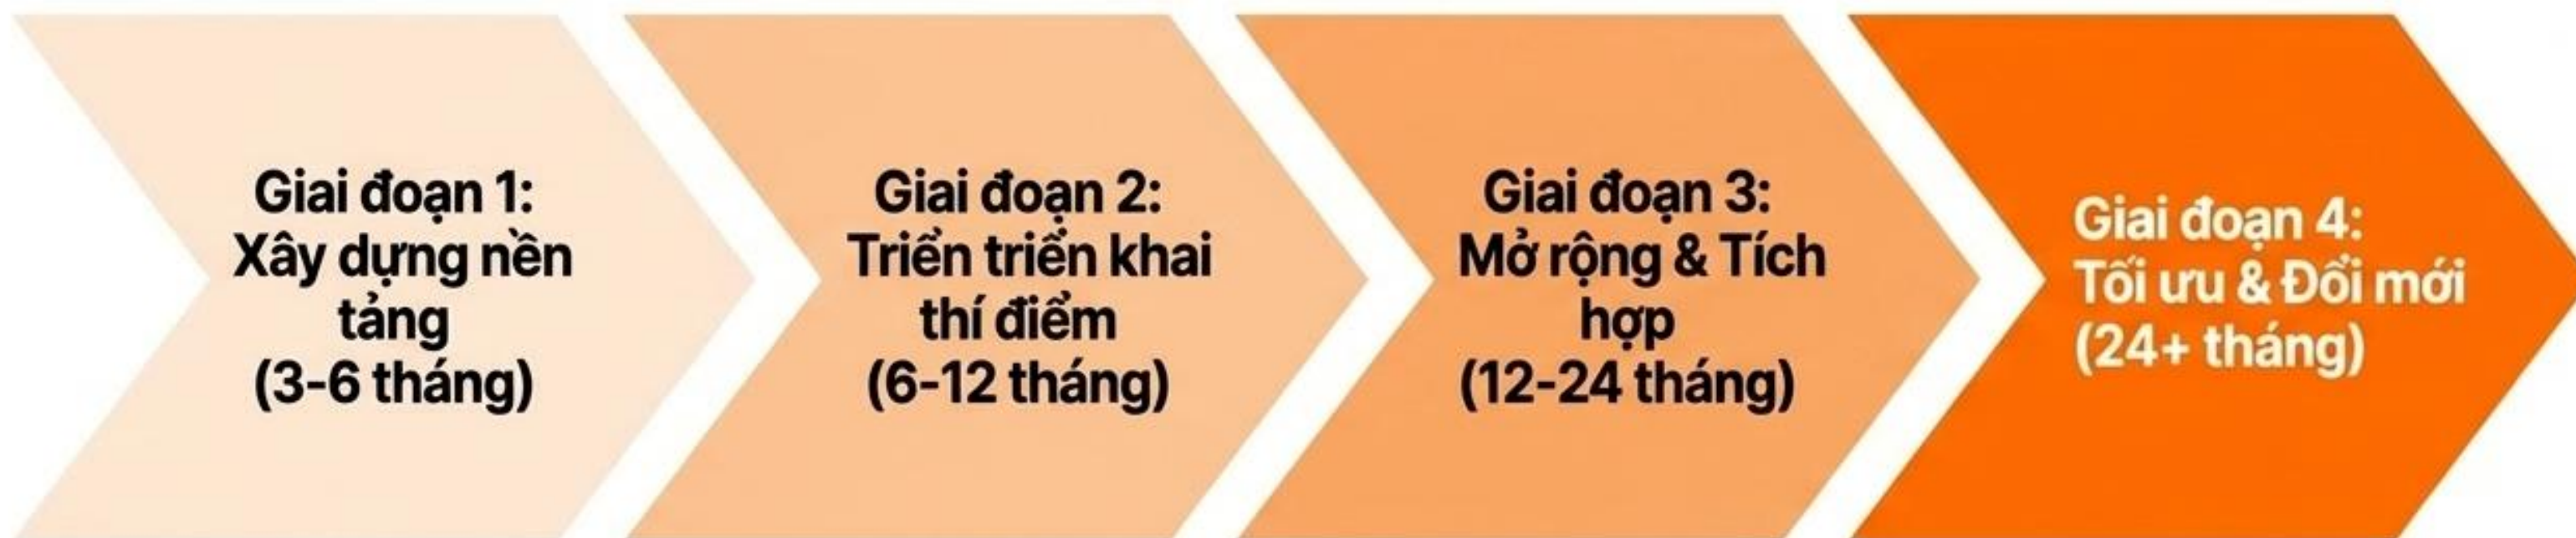 Giai đoạn 1:
Xây dựng nền
tảng
(3-6 tháng)
Giai đoạn 2:
Triển triển khai
thí điểm
(6-12 tháng)
Giai đoạn 3:
Mở rộng & Tích
hợp
(12-24 tháng)
Giai đoạn 4:
Tối ưu & Đổi mới
(24+ tháng)